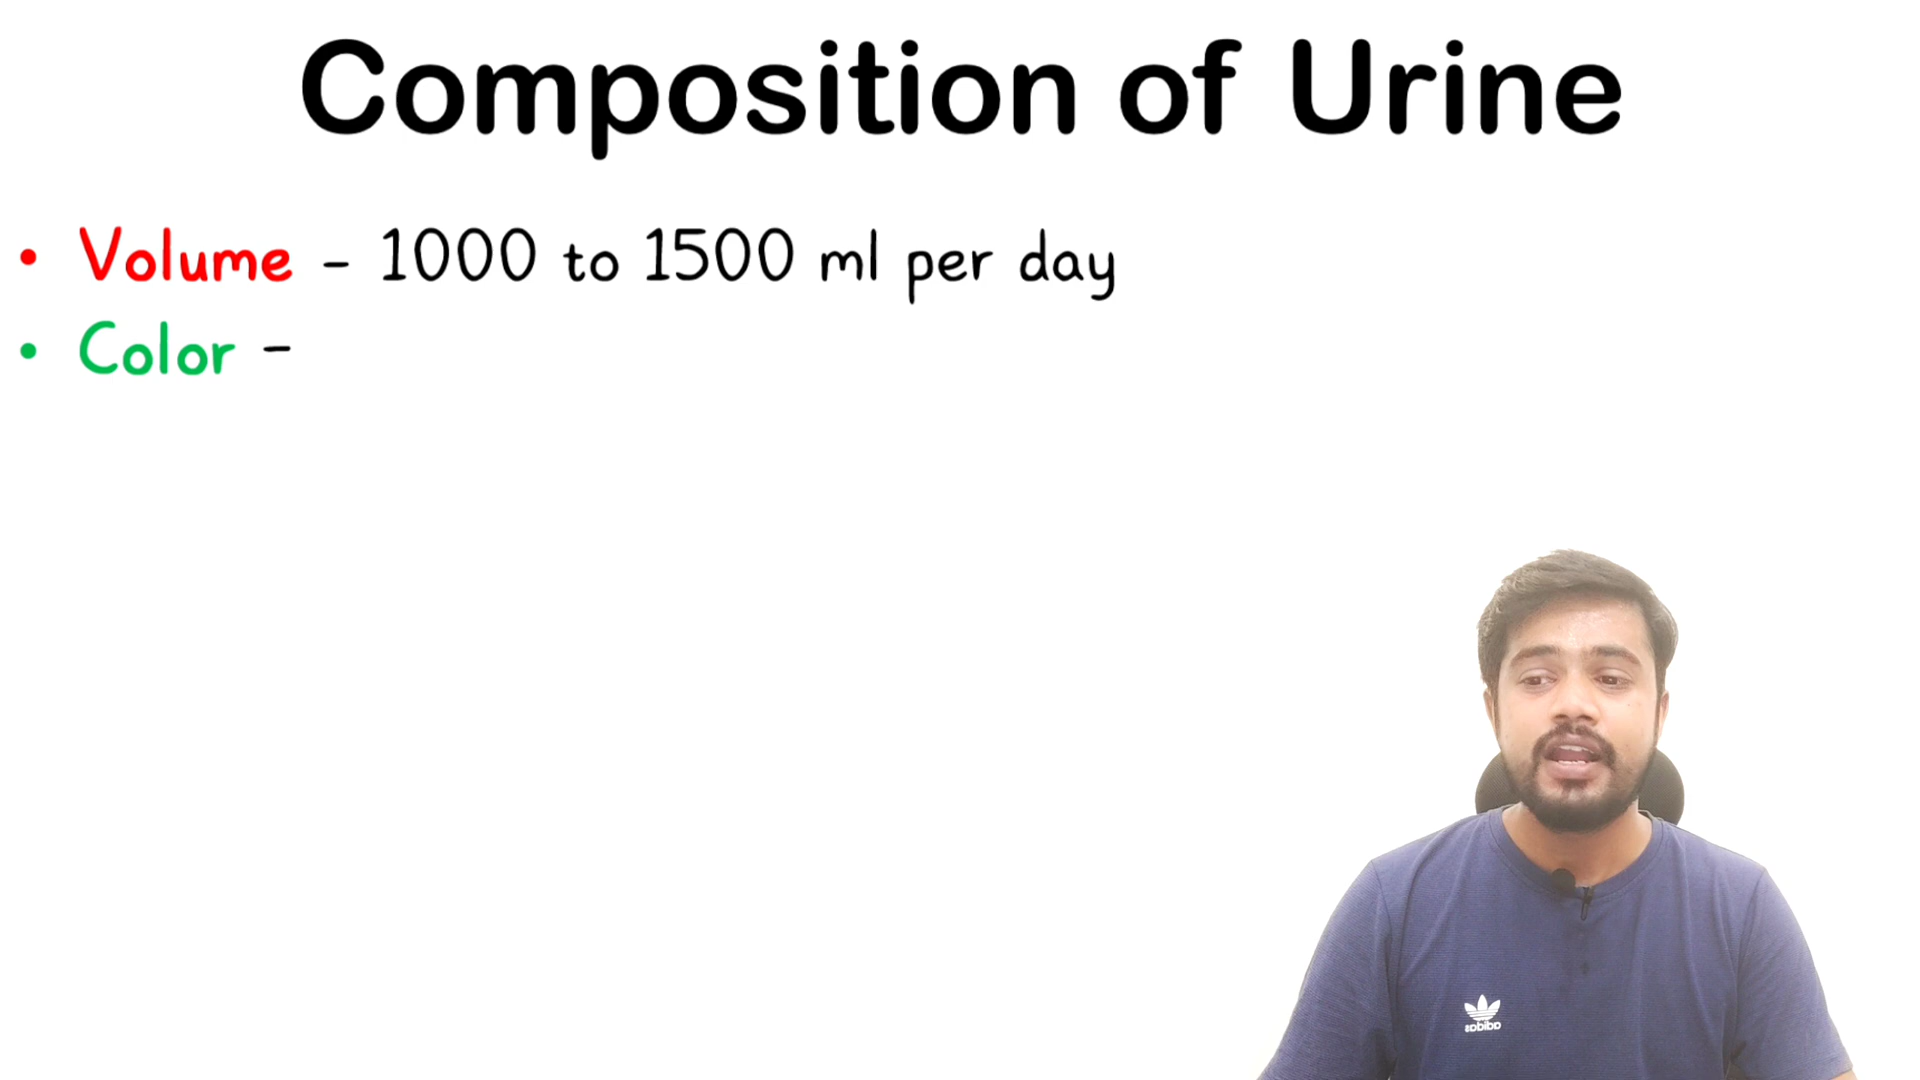 Composition of Urine
• Volume - 1000 to 1500 ml per day
• Color -
adidas